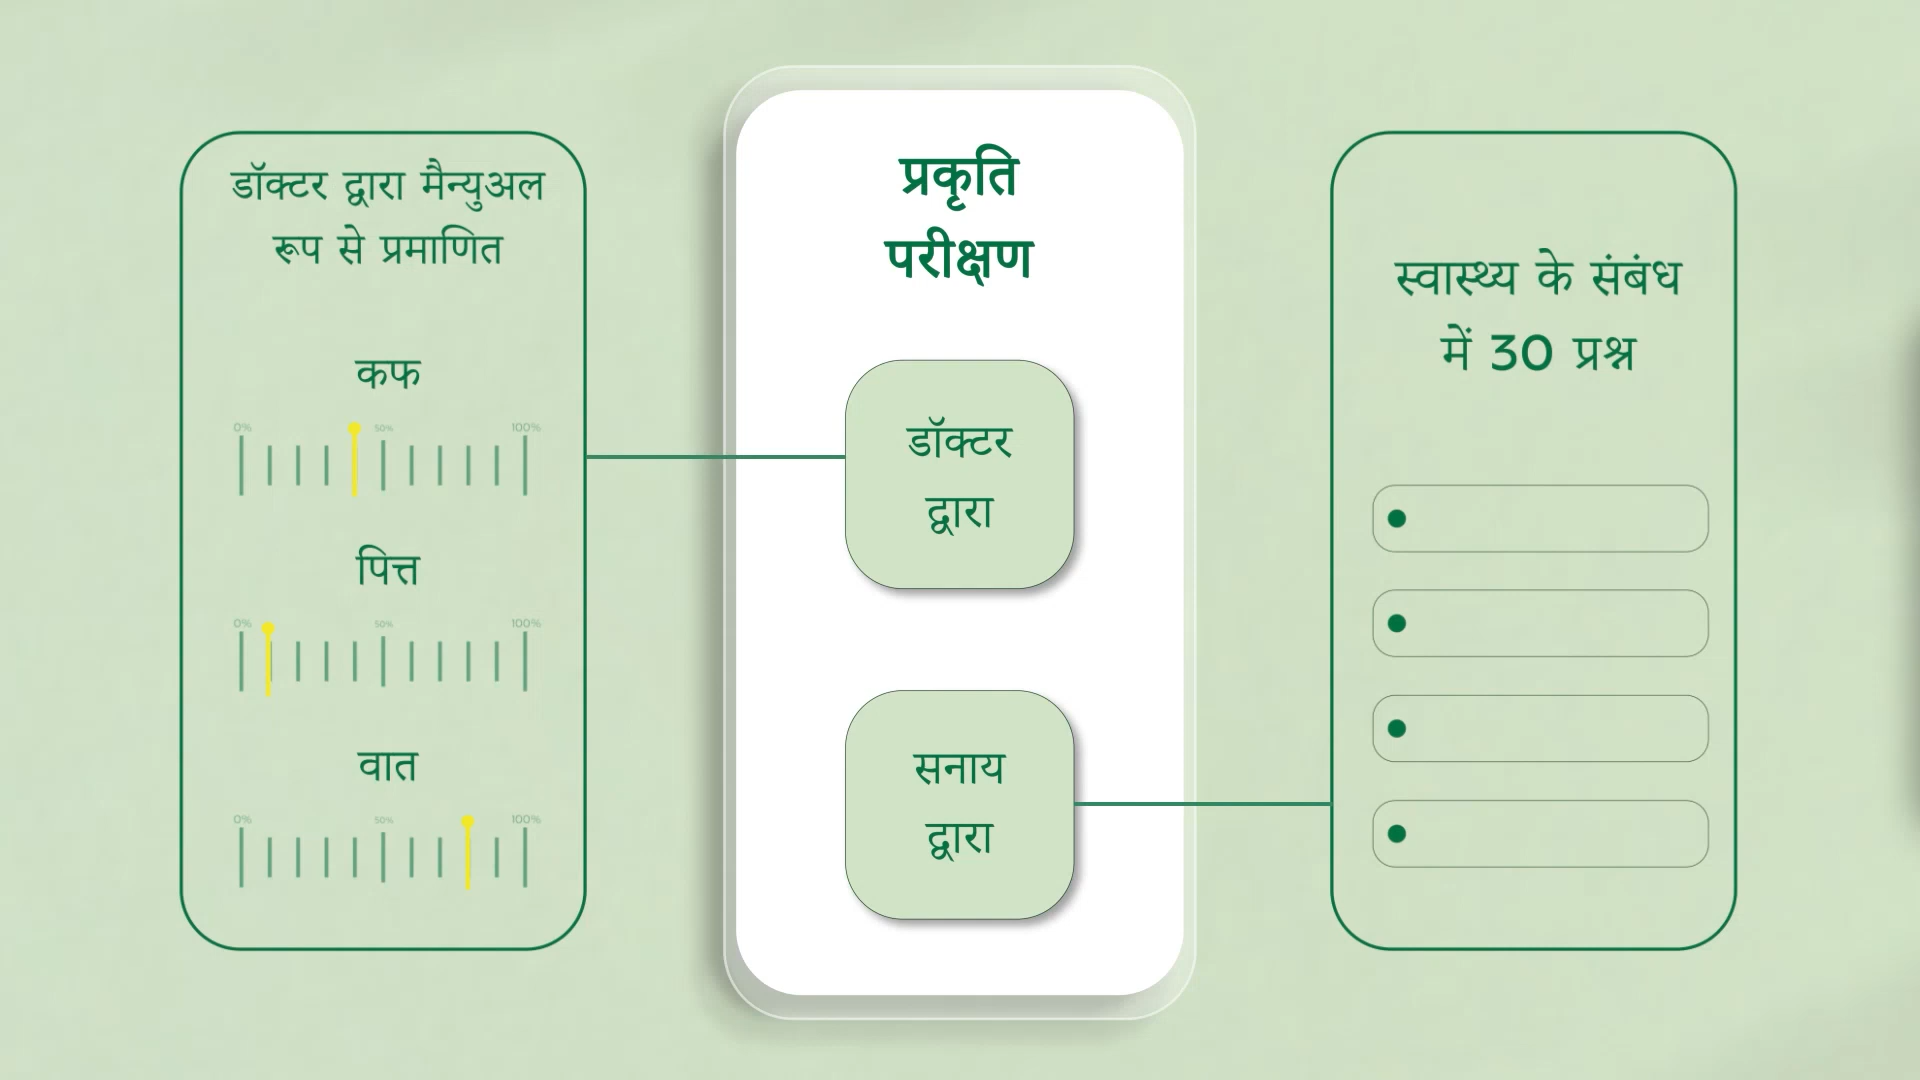 डॉक्टर द्वारा मैन्युअल
रूप से प्रमाणित
कफ
0% 50% 100%
पित्त
0% 50% 100%
वात
0% 50% 100%
प्रकृति
परीक्षण
डॉक्टर
द्वारा
सनाय
द्वारा
स्वास्थ्य के संबंध
में 30 प्रश्न